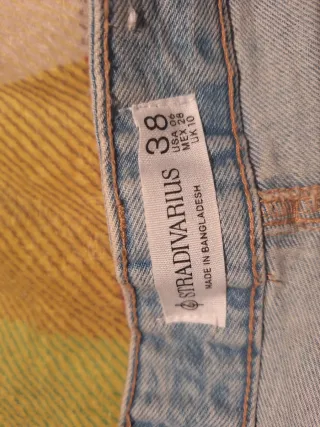 STRADIVARIUS
MADE IN BANGLADESH
38
USA 06
MEX 28
UK 10